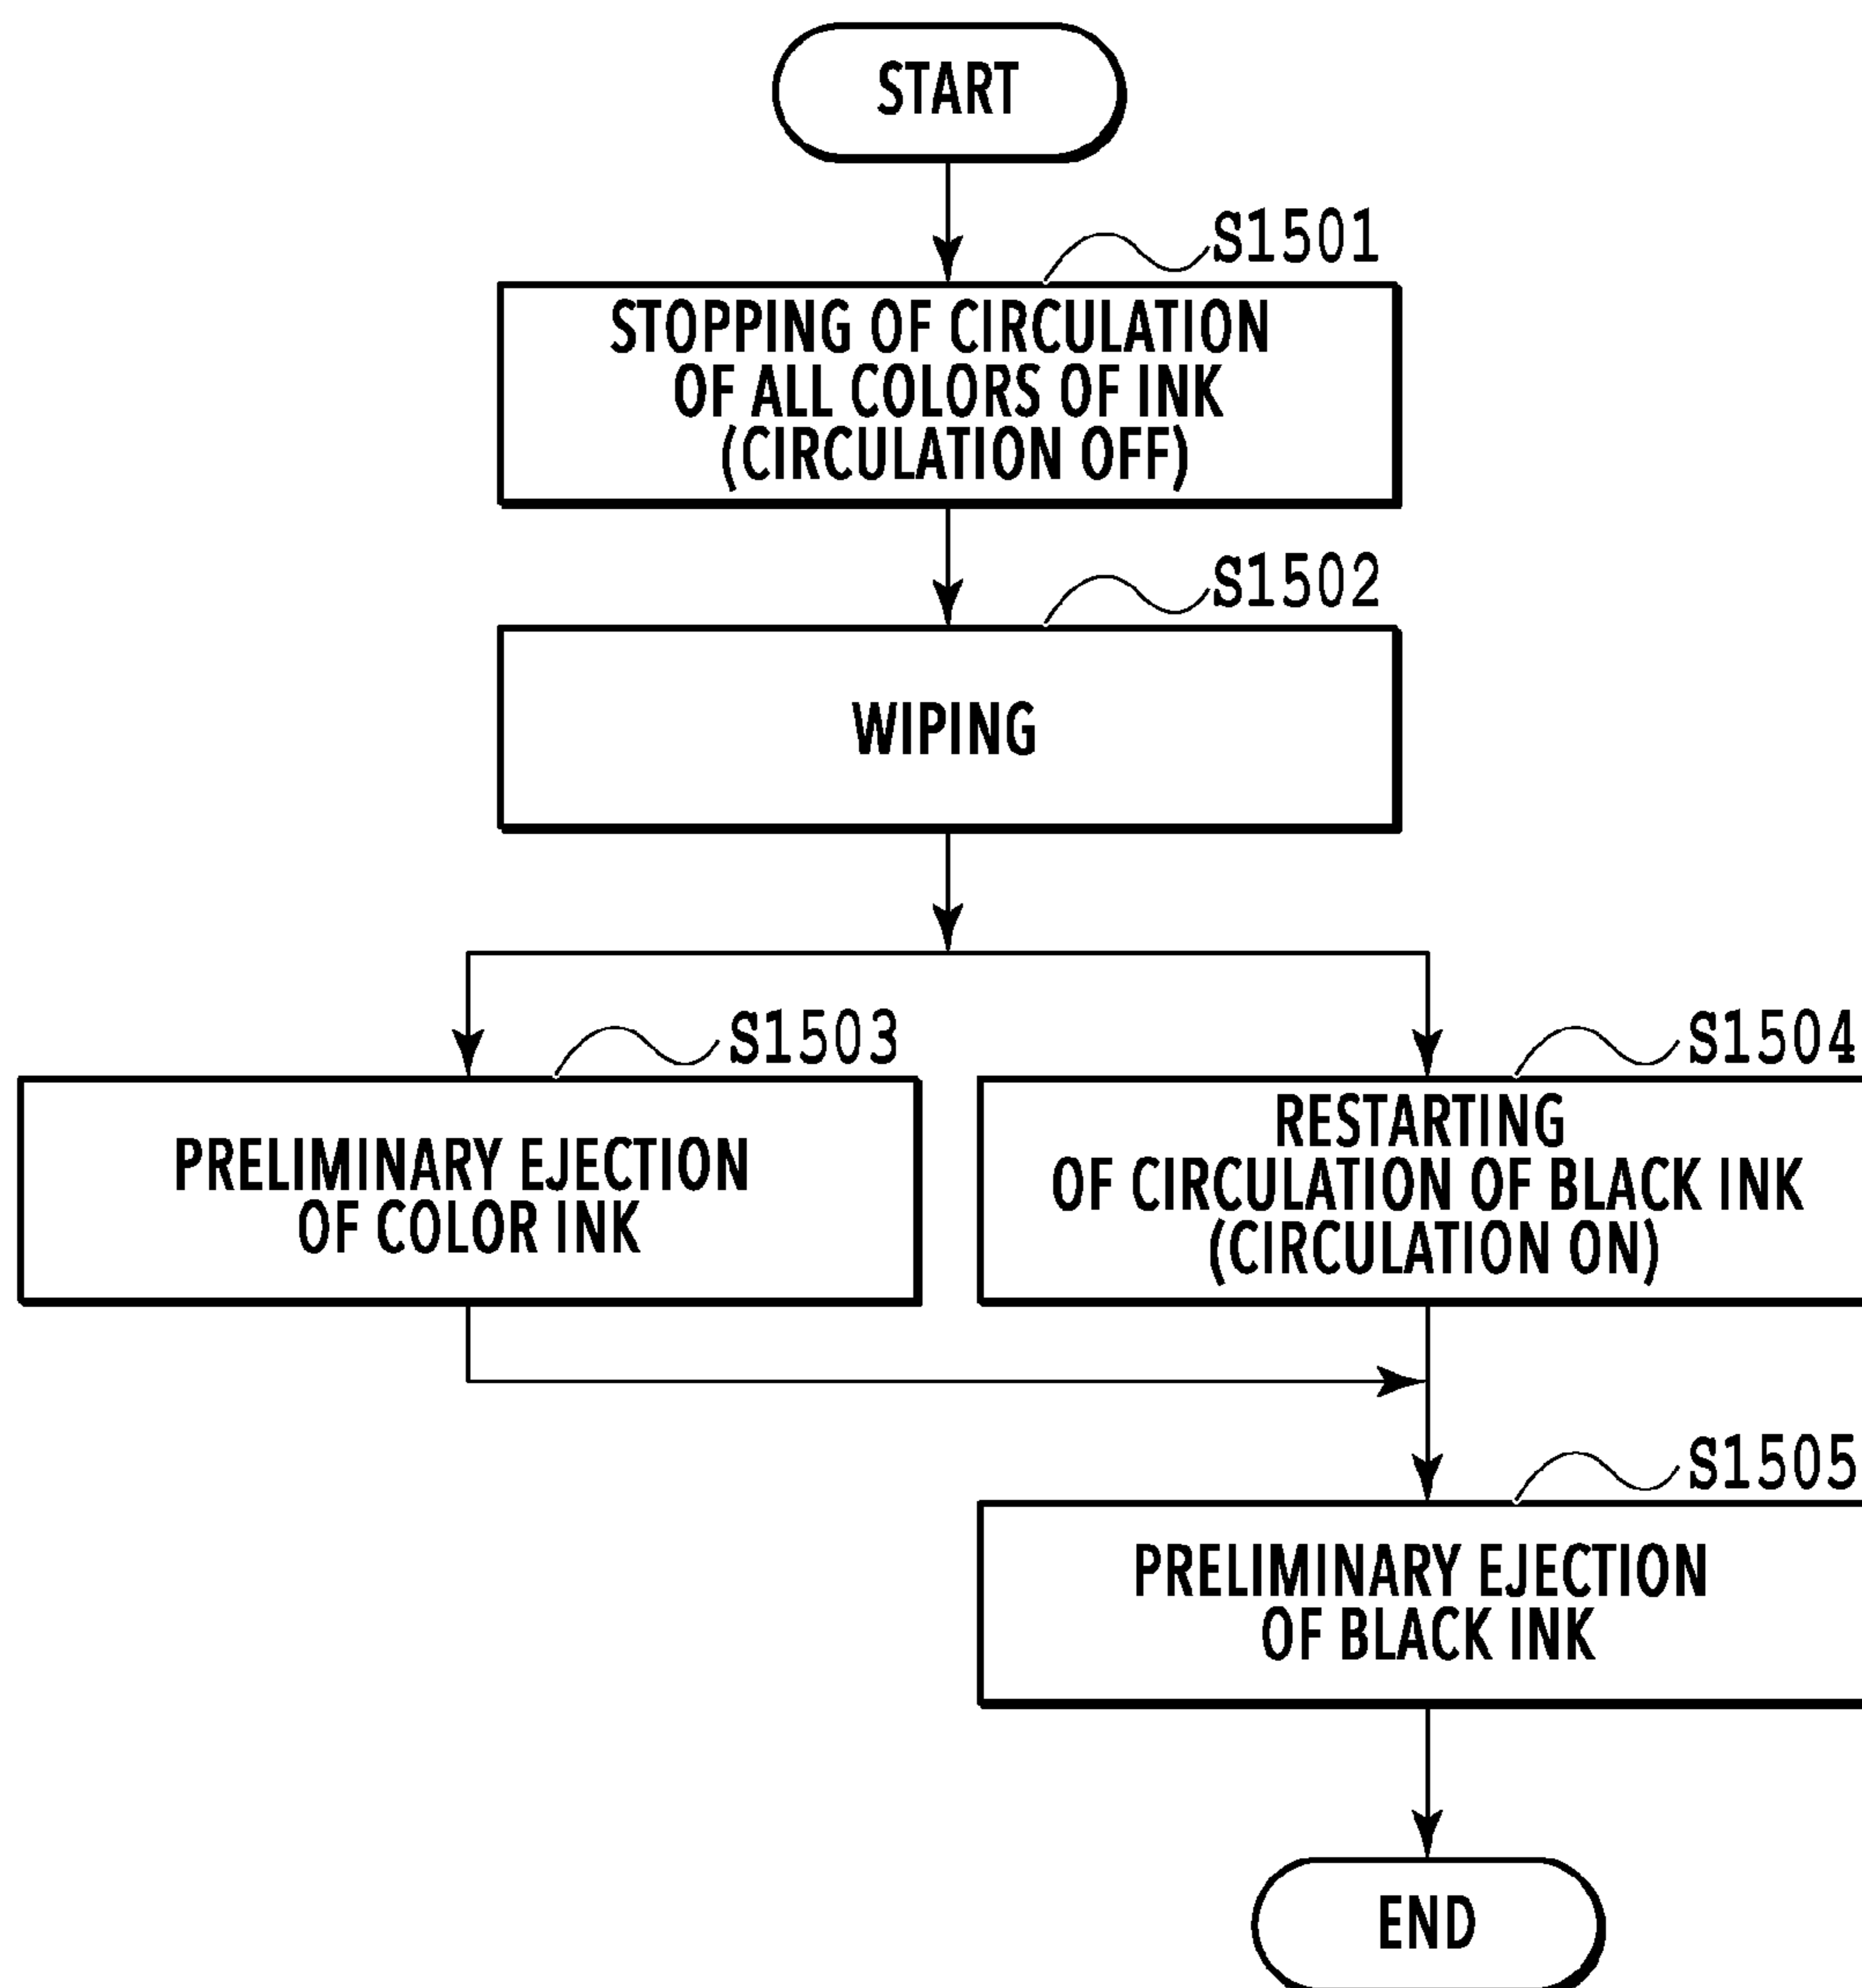 START
S1501
STOPPING OF CIRCULATION
OF ALL COLORS OF INK
(CIRCULATION OFF)
S1502
WIPING
S1503
PRELIMINARY EJECTION
OF COLOR INK
S1504
RESTARTING
OF CIRCULATION OF BLACK INK
(CIRCULATION ON)
S1505
PRELIMINARY EJECTION
OF BLACK INK
END